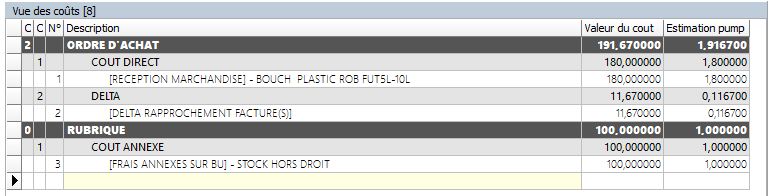 Vue des coûts [8]
C C N° Description Valeur du cout Estimation pump
2 ORDRE D'ACHAT 191,670000 1,916700
1 COUT DIRECT 180,000000 1,800000
1 [RECEPTION MARCHANDISE] - BOUCH PLASTIC ROB FUT5L-10L 180,000000 1,800000
2 DELTA 11,670000 0,116700
2 [DELTA RAPPROCHEMENT FACTURE(S)] 11,670000 0,116700
0 RUBRIQUE 100,000000 1,000000
1 COUT ANNEXE 100,000000 1,000000
3 [FRAIS ANNEXES SUR BU] - STOCK HORS DROIT 100,000000 1,000000